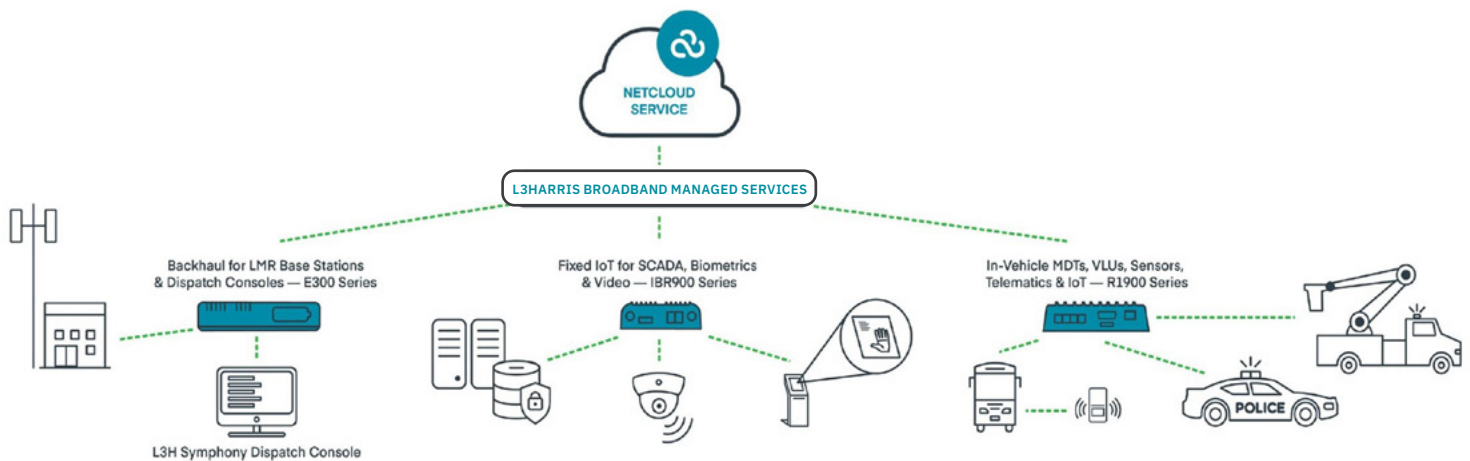 NETCLOUD
SERVICE
L3HARRIS BROADBAND MANAGED SERVICES
Backhaul for LMR Base Stations
& Dispatch Consoles — E300 Series
Fixed IoT for SCADA, Biometrics
& Video — IBR900 Series
In-Vehicle MDTs, VLUs, Sensors,
Telematics & IoT — R1900 Series
POLICE
L3H Symphony Dispatch Console